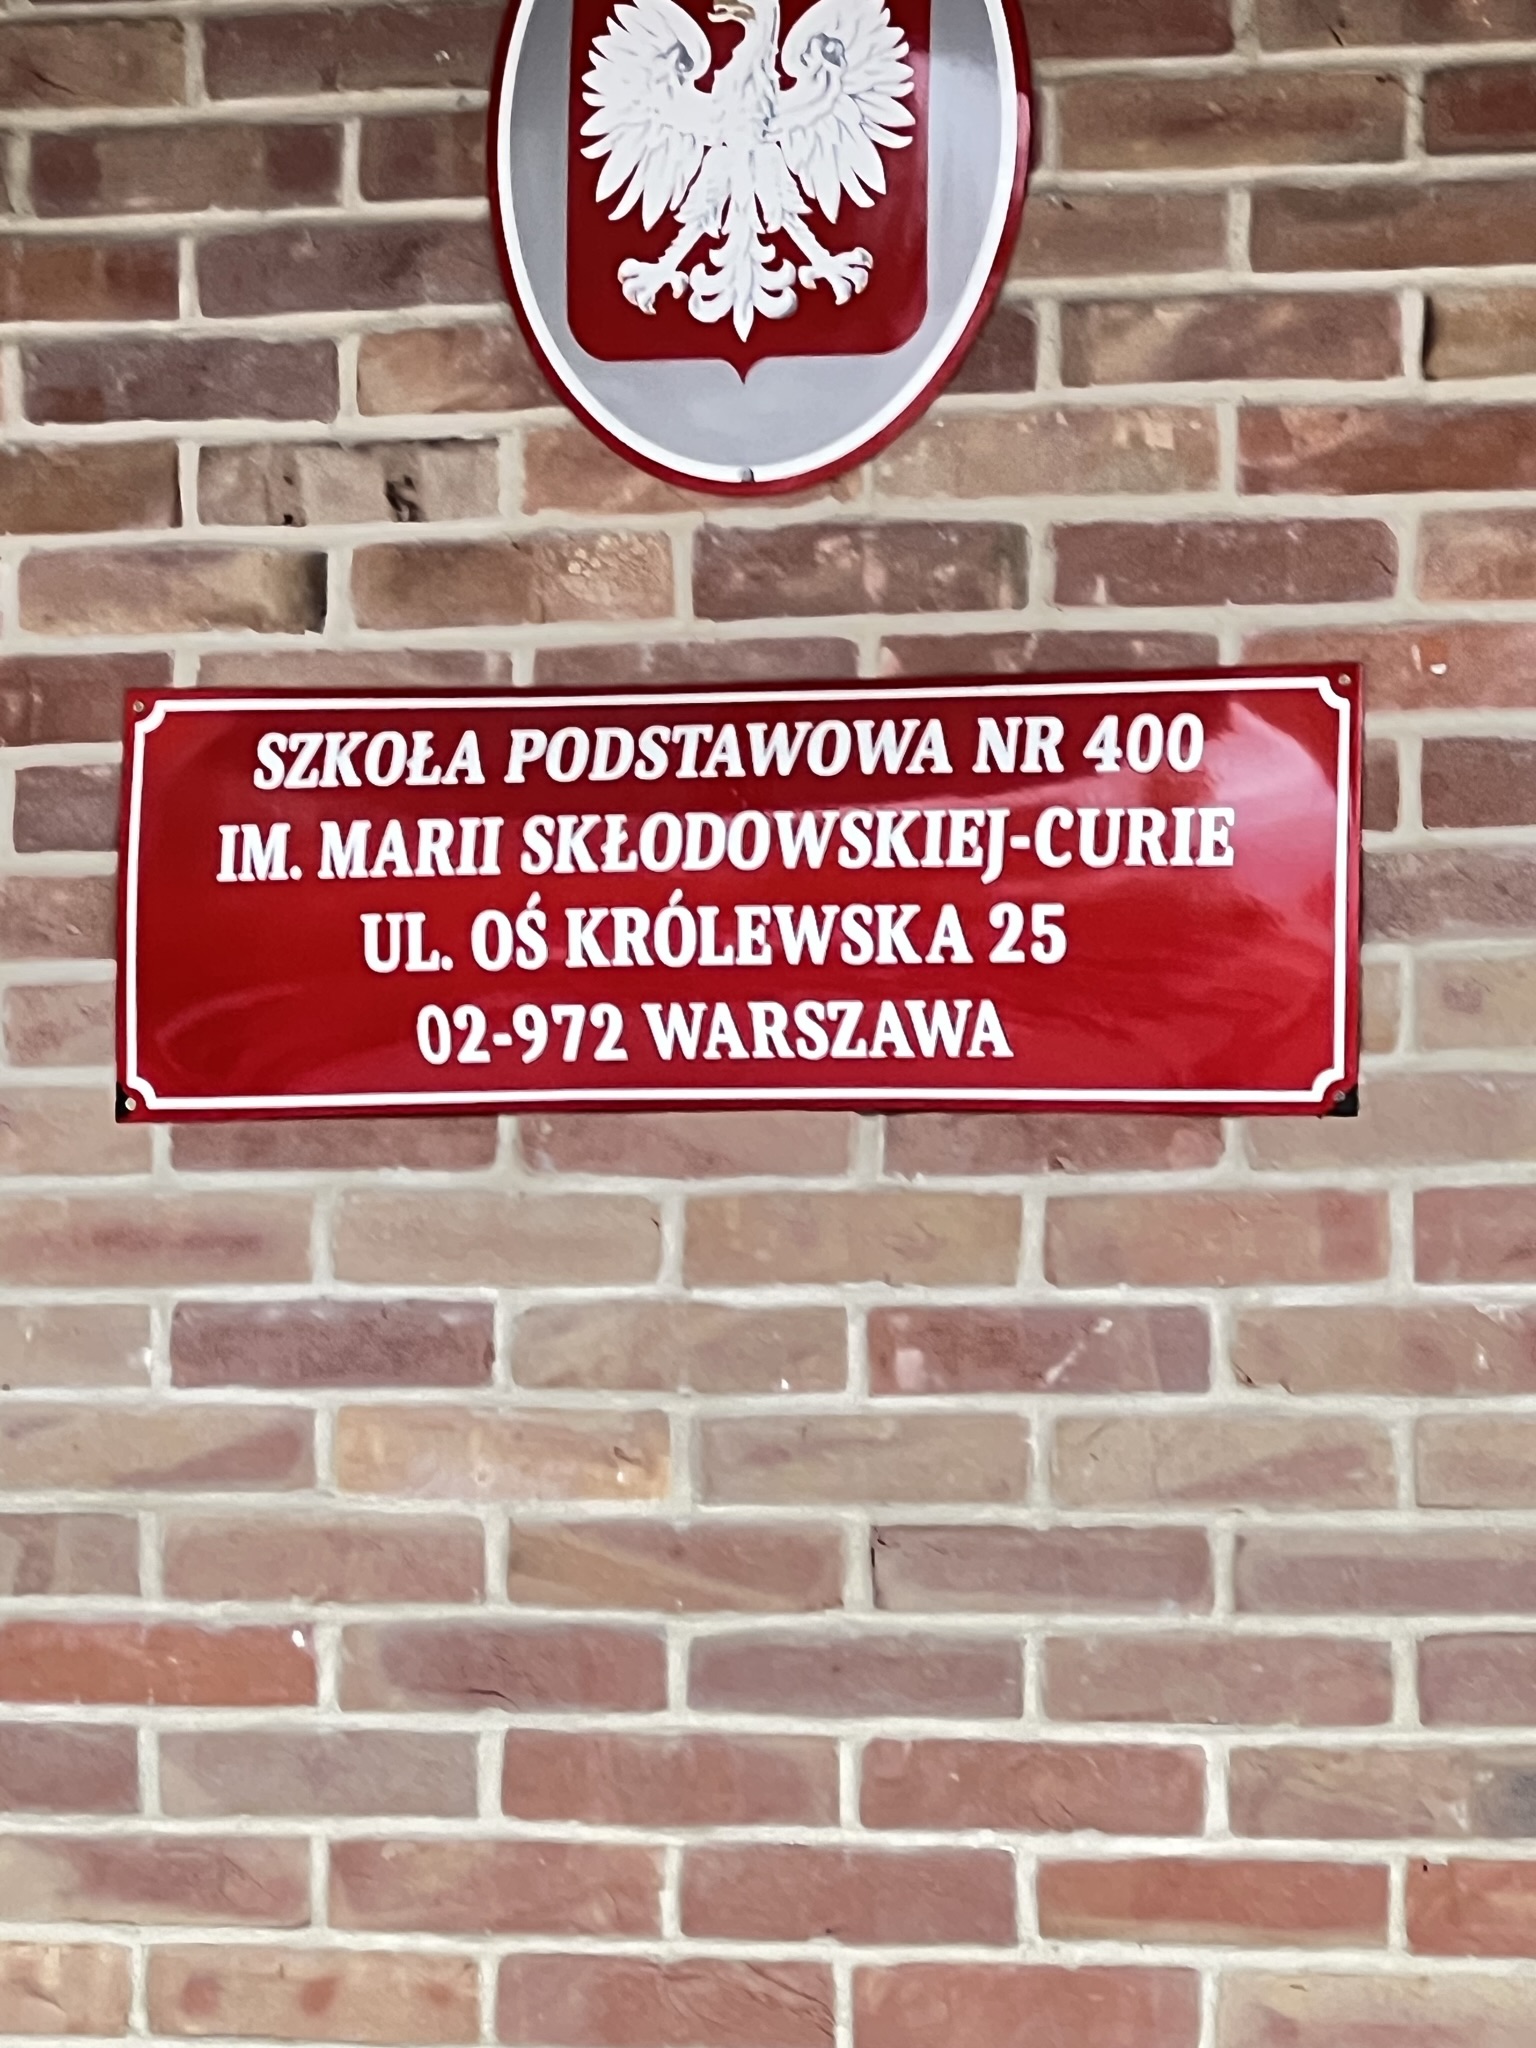 SZKOŁA PODSTAWOWA NR 400
IM. MARII SKŁODOWSKIEJ-CURIE
UL. OŚ KRÓLEWSKA 25
02-972 WARSZAWA